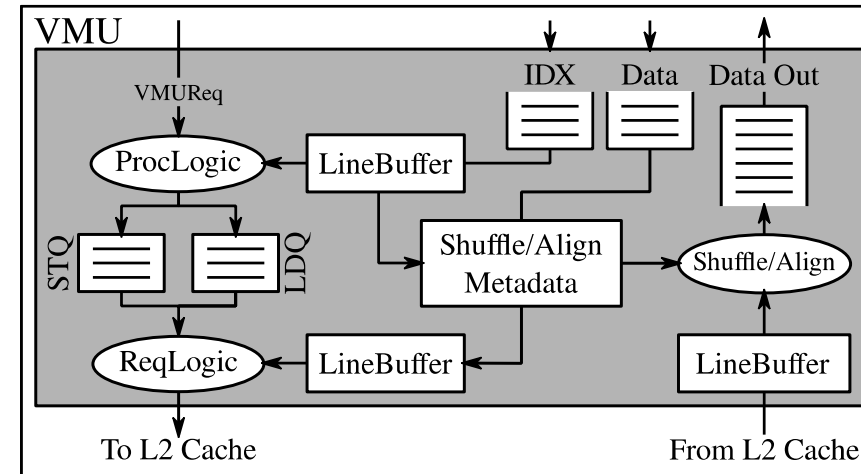 VMU
IDX
Data
Data Out
VMUReq
ProcLogic
LineBuffer
STQ
LDQ
Shuffle/Align
Metadata
Shuffle/Align
ReqLogic
LineBuffer
LineBuffer
To L2 Cache
From L2 Cache